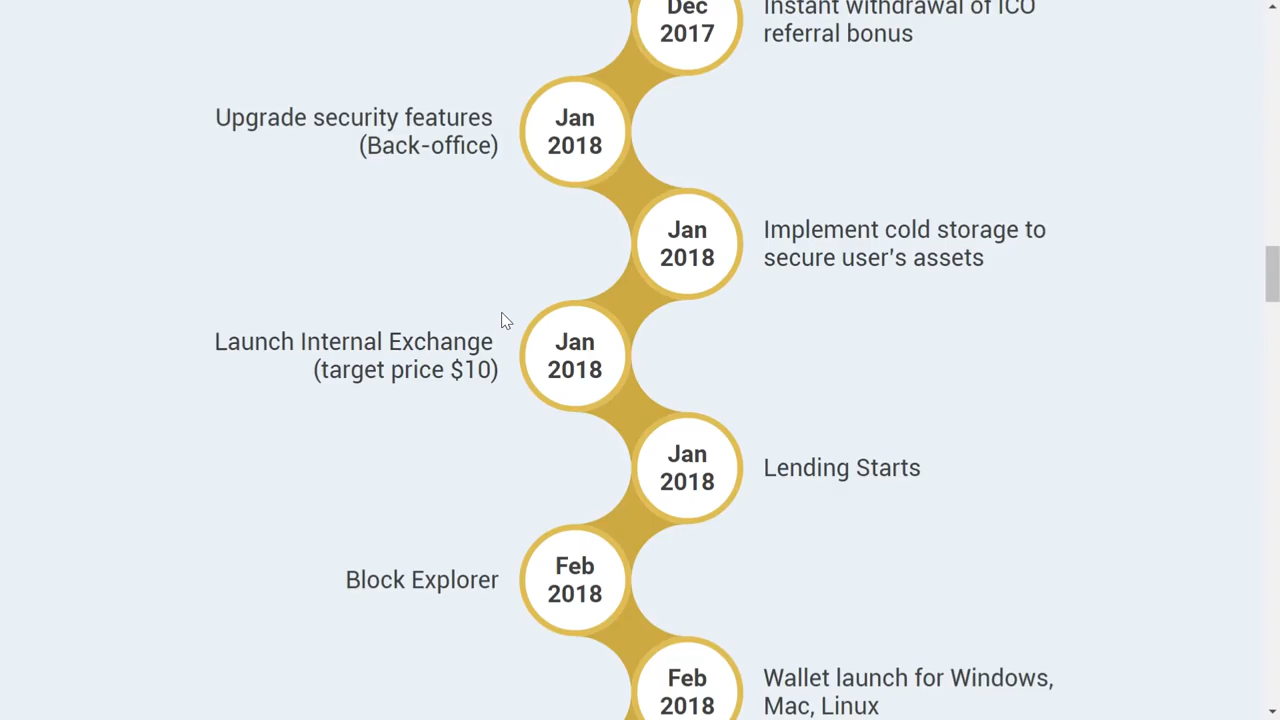 Dec
2017
Instant withdrawal of ICO
referral bonus
Upgrade security features
(Back-office)
Jan
2018
Jan
2018
Implement cold storage to
secure user's assets
Launch Internal Exchange
(target price $10)
Jan
2018
Jan
2018
Lending Starts
Block Explorer
Feb
2018
Feb
2018
Wallet launch for Windows,
Mac, Linux